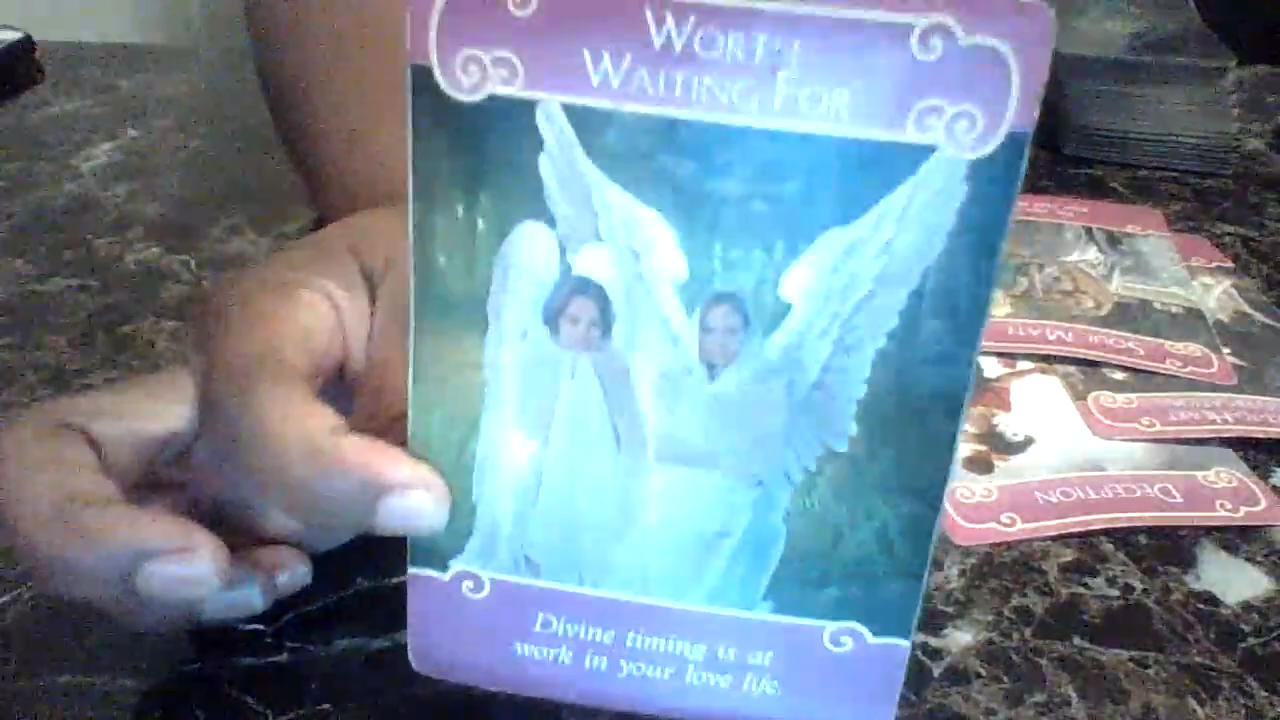 WORTH
WAITING FOR
Divine timing is at
work in your love life.
SOUL MATE
DECEPTION